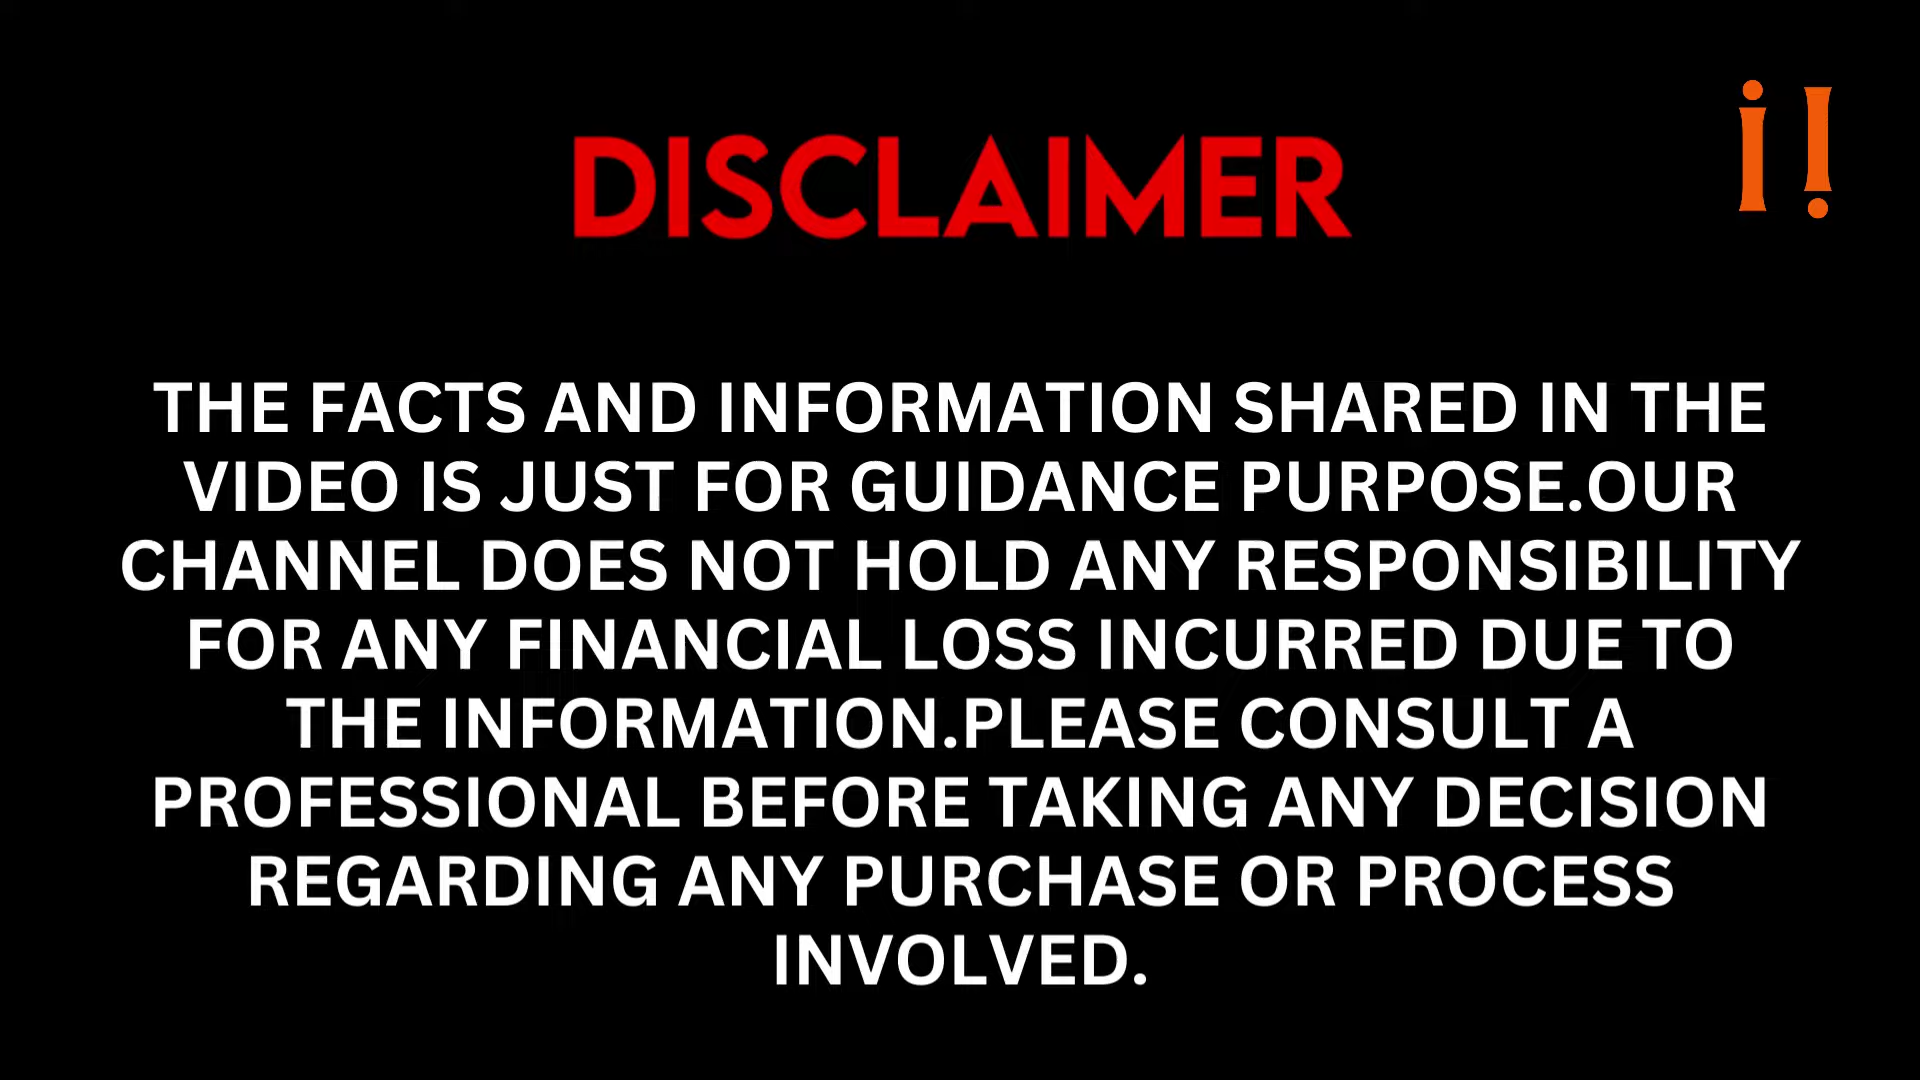 DISCLAIMER
i!
THE FACTS AND INFORMATION SHARED IN THE
VIDEO IS JUST FOR GUIDANCE PURPOSE.OUR
CHANNEL DOES NOT HOLD ANY RESPONSIBILITY
FOR ANY FINANCIAL LOSS INCURRED DUE TO
THE INFORMATION.PLEASE CONSULT A
PROFESSIONAL BEFORE TAKING ANY DECISION
REGARDING ANY PURCHASE OR PROCESS
INVOLVED.